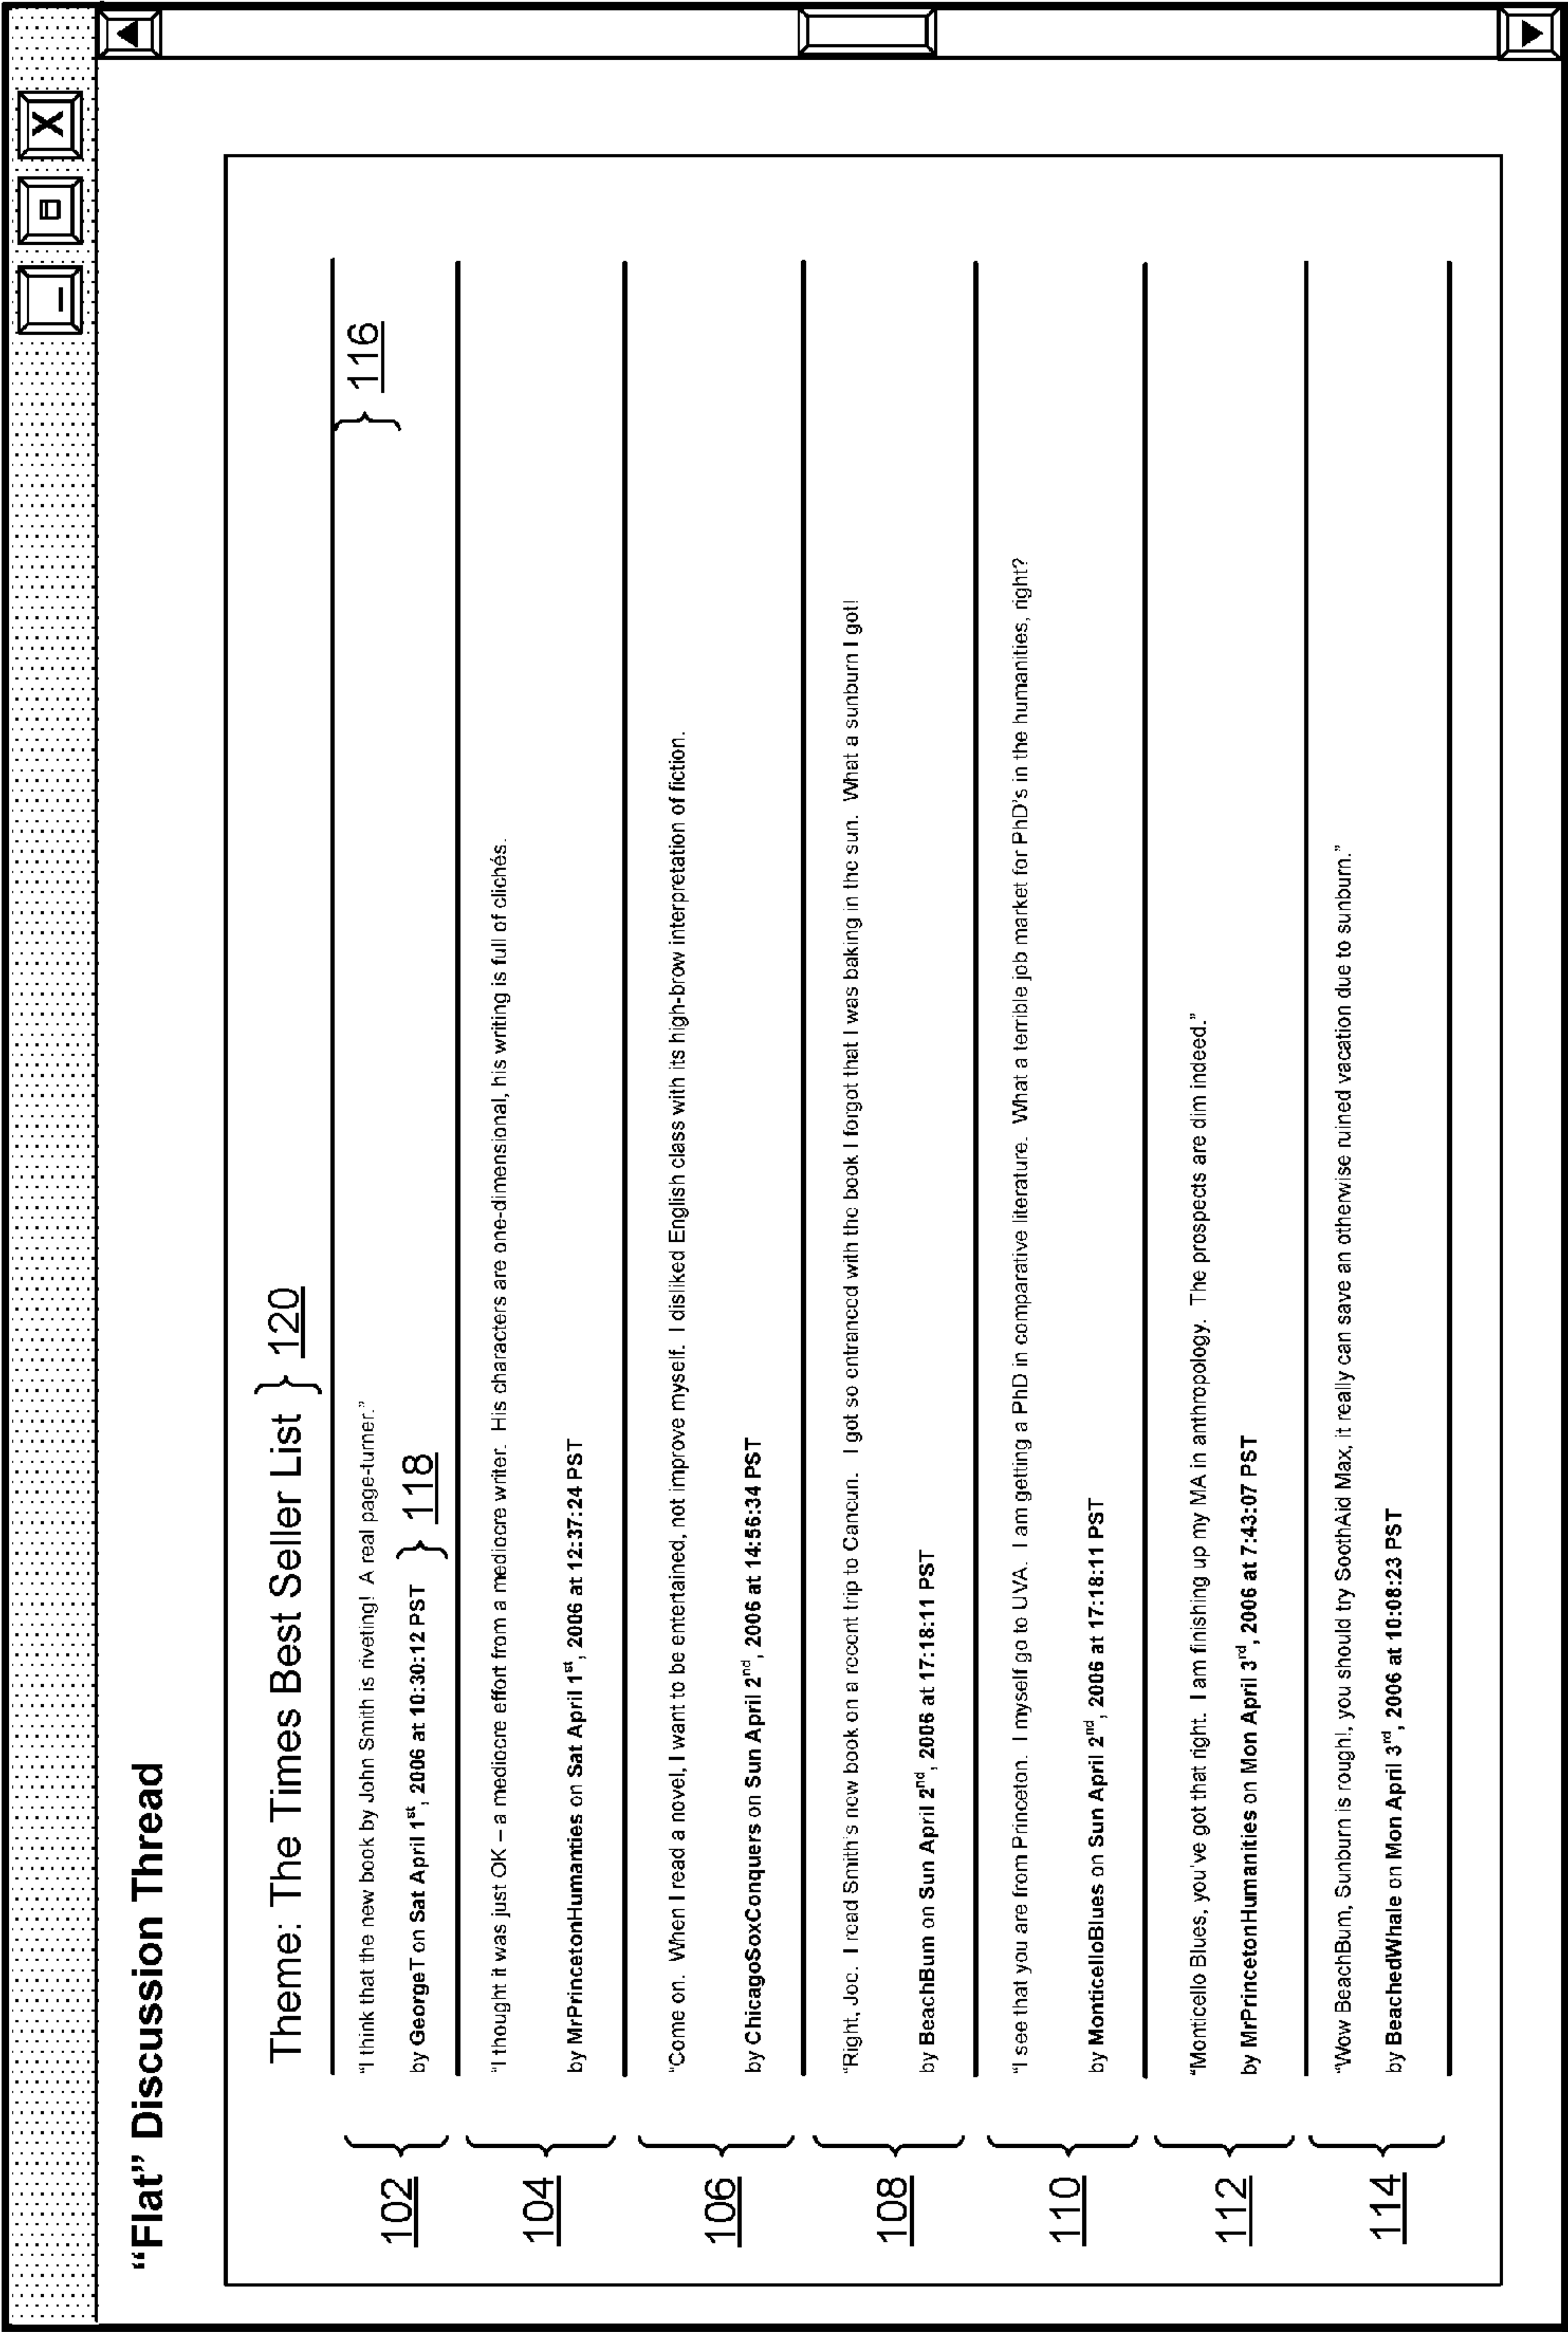 X
“Flat” Discussion Thread
Theme: The Times Best Seller List
120
116
102
“I think that the new book by John Smith is riveting!  A real page-turner.”
by GeorgeT on Sat April 1st, 2006 at 10:30:12 PST
118
104
“I thought it was just OK – a mediocre effort from a mediocre writer.  His characters are one-dimensional, his writing is full of clichés.
by MrPrincetonHumanties on Sat April 1st, 2006 at 12:37:24 PST
106
“Come on.  When I read a novel, I want to be entertained, not improve myself.  I disliked English class with its high-brow interpretation of fiction.
by ChicagoSoxConquers on Sun April 2nd, 2006 at 14:56:34 PST
108
“Right, Joe.  I read Smith’s new book on a recent trip to Cancun.   I got so entranced with the book I forgot that I was baking in the sun.  What a sunburn I got!
by BeachBum on Sun April 2nd, 2006 at 17:18:11 PST
110
“I see that you are from Princeton.  I myself go to UVA.  I am getting a PhD in comparative literature.  What a terrible job market for PhD’s in the humanities, right?
by MonticelloBlues on Sun April 2nd, 2006 at 17:18:11 PST
112
“Monticello Blues, you’ve got that right.  I am finishing up my MA in anthropology.  The prospects are dim indeed.”
by MrPrincetonHumanities on Mon April 3rd, 2006 at 7:43:07 PST
114
“Wow BeachBum, Sunburn is rough!, you should try SoothAid Max, it really can save an otherwise ruined vacation due to sunburn.”
by BeachedWhale on Mon April 3rd, 2006 at 10:08:23 PST